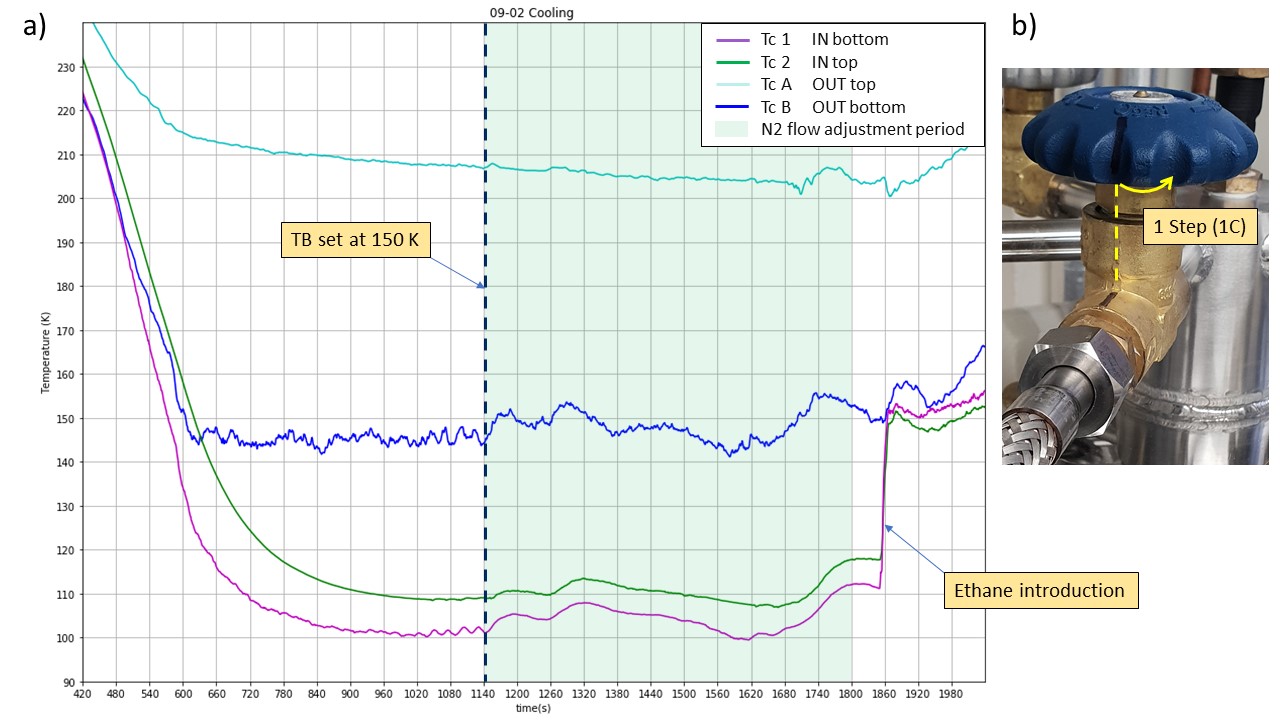 a)
09-02 Cooling
b)
Tc 1 IN bottom
Tc 2 IN top
Tc A OUT top
Tc B OUT bottom
N2 flow adjustment period
230
220
210
200
190
180
170
160
150
140
130
120
110
100
90
Temperature (K)
TB set at 150 K
1 Step (1C)
Ethane introduction
420 480 540 600 660 720 780 840 900 960 1020 1080 1140 1200 1260 1320 1380 1440 1500 1560 1620 1680 1740 1800 1860 1920 1980
time(s)